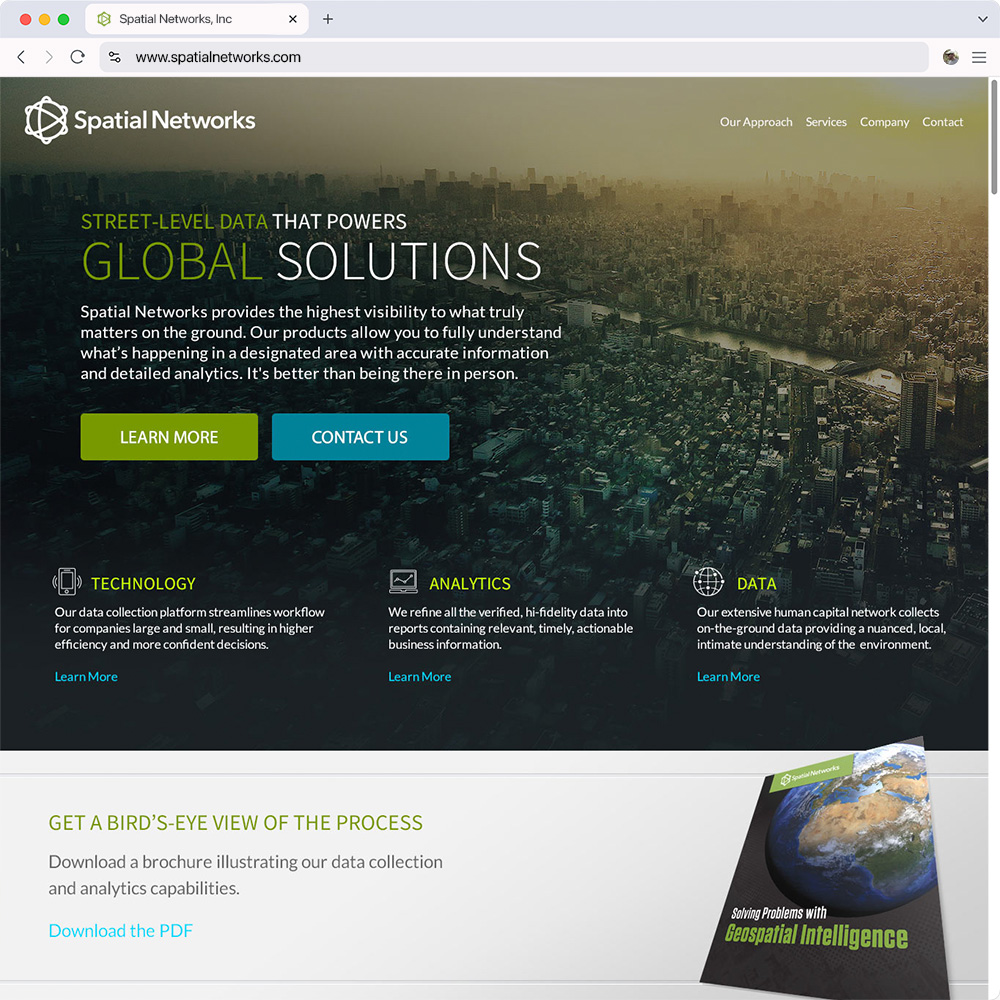 Spatial Networks, Inc
www.spatialnetworks.com
Spatial Networks
Our Approach Services Company Contact
STREET-LEVEL DATA THAT POWERS
GLOBAL SOLUTIONS
Spatial Networks provides the highest visibility to what truly
matters on the ground. Our products allow you to fully understand
what’s happening in a designated area with accurate information
and detailed analytics. It's better than being there in person.
LEARN MORE CONTACT US
TECHNOLOGY
Our data collection platform streamlines workflow
for companies large and small, resulting in higher
efficiency and more confident decisions.
Learn More
ANALYTICS
We refine all the verified, hi-fidelity data into
reports containing relevant, timely, actionable
business information.
Learn More
DATA
Our extensive human capital network collects
on-the-ground data providing a nuanced, local,
intimate understanding of the environment.
Learn More
GET A BIRD’S-EYE VIEW OF THE PROCESS
Download a brochure illustrating our data collection
and analytics capabilities.
Download the PDF
Spatial Networks
Solving Problems with
Geospatial Intelligence